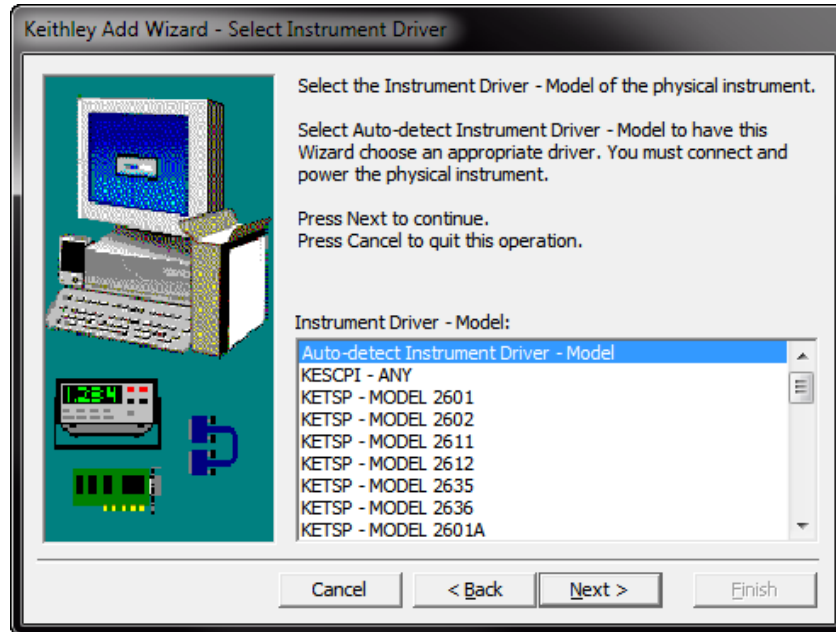 Keithley Add Wizard - Select Instrument Driver
Select the Instrument Driver - Model of the physical instrument.
Select Auto-detect Instrument Driver - Model to have this
Wizard choose an appropriate driver. You must connect and
power the physical instrument.
Press Next to continue.
Press Cancel to quit this operation.
Instrument Driver - Model:
Auto-detect Instrument Driver - Model
KESCPI - ANY
KETSP - MODEL 2601
KETSP - MODEL 2602
KETSP - MODEL 2611
KETSP - MODEL 2612
KETSP - MODEL 2635
KETSP - MODEL 2636
KETSP - MODEL 2601A
1.234
Cancel
< Back
Next >
Finish